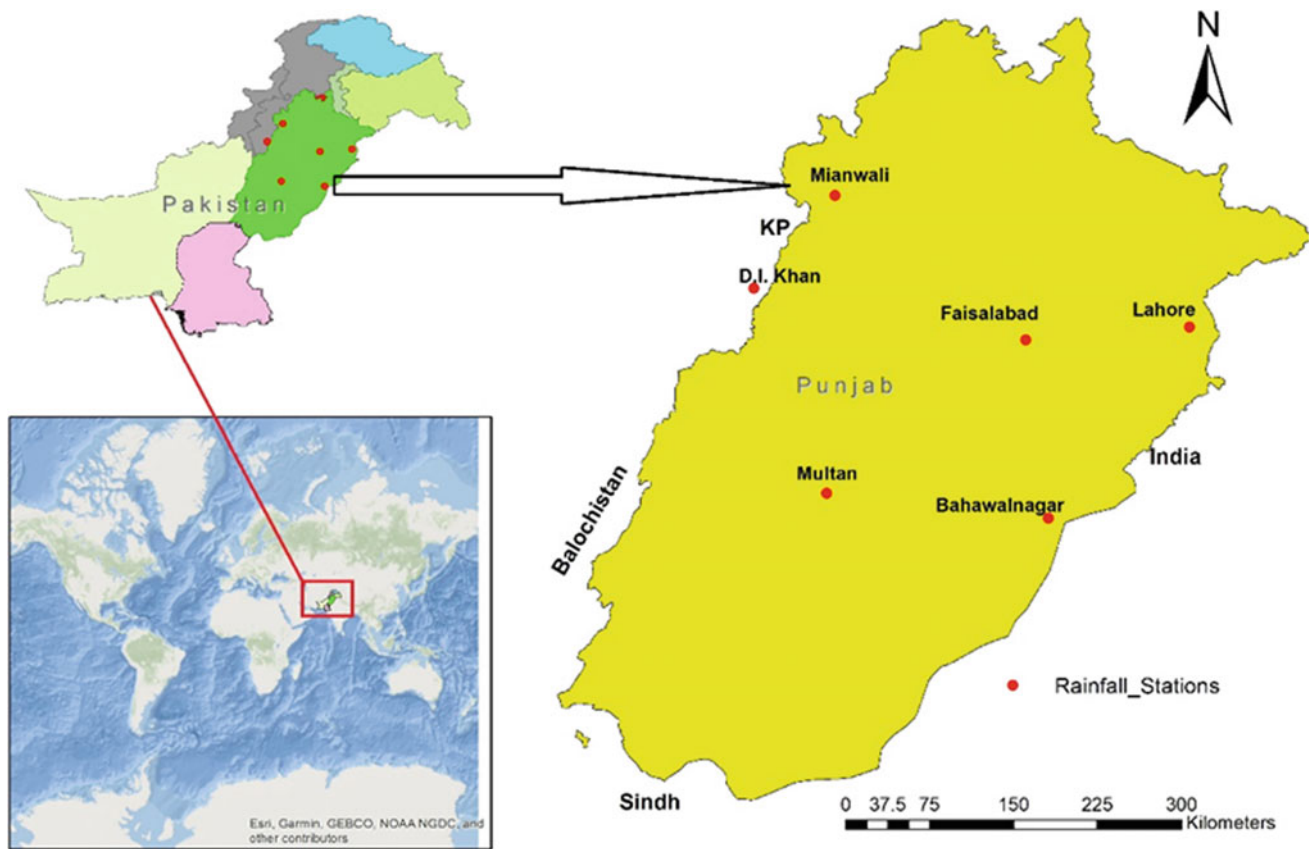 N
Mianwali
Pakistan
KP
D.I. Khan
Faisalabad
Lahore
Punjab
India
Multan
Bahawalnagar
Balochistan
Rainfall_Stations
Sindh
0 37.5 75 150 225 300
Kilometers
Esri, Garmin, GEBCO, NOAA NGDC, and
other contributors